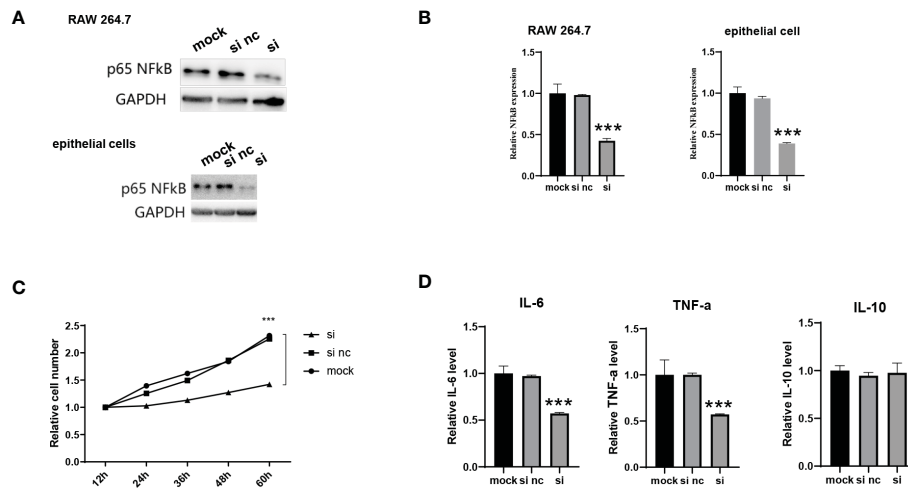 A
RAW 264.7
mock
si nc
si
p65 NFkB
GAPDH
epithelial cells
mock
si nc
si
p65 NFkB
GAPDH
B
RAW 264.7
Relative NFkB expression
1.5
1.0
0.5
0.0
***
mock si nc si
epithelial cell
Relative NFkB expression
1.5
1.0
0.5
0.0
***
mock si nc si
C
Relative cell number
2.5
2.0
1.5
1.0
0.5
0.0
***
si
si nc
mock
12h
24h
36h
48h
60h
D
IL-6
Relative IL-6 level
1.5
1.0
0.5
0.0
***
mock si nc si
TNF-a
Relative TNF-a level
1.5
1.0
0.5
0.0
***
mock si nc si
IL-10
Relative IL-10 level
1.5
1.0
0.5
0.0
mock si nc si